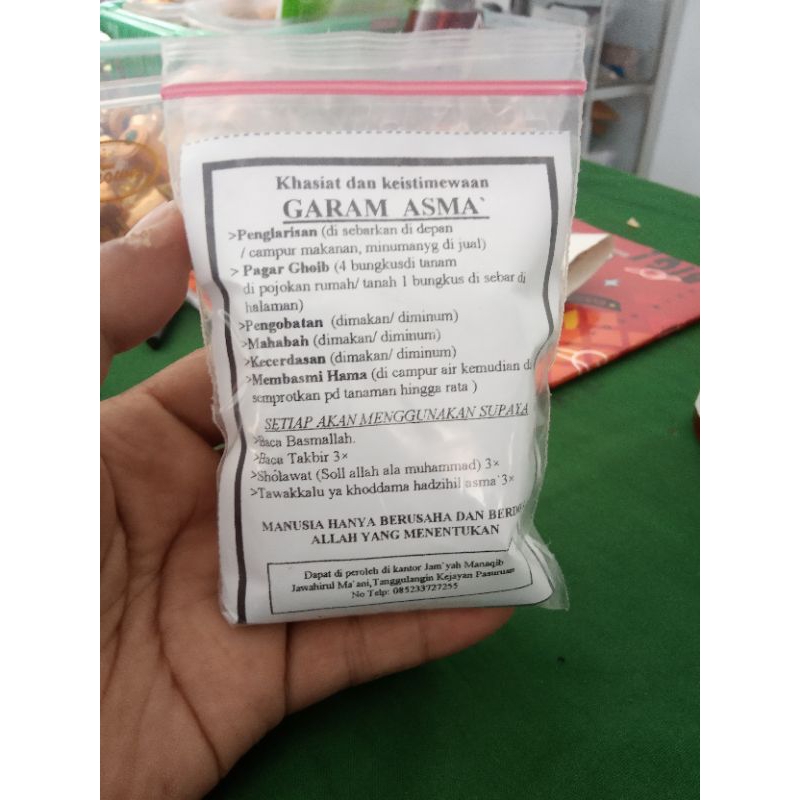 Khasiat dan keistimewaan
GARAM ASMA`
>Penglarisan (di sebarkan di depan
/ campur makanan, minumanyg di jual)
> Pagar Ghoib (4 bungkusdi tanam
di pojokan rumah/ tanah 1 bungkus di sebar di
halaman)
>Pengobatan (dimakan/ diminum)
>Mahabah (dimakan/ diminum)
>Kecerdasan (dimakan/ diminum)
>Membasmi Hama (di campur air kemudian di
semprotkan pd tanaman hingga rata )
SETIAP AKAN MENGGUNAKAN SUPAYA
>Baca Basmallah.
>Baca Takbir 3×
>Sholawat (Soll allah ala muhammad) 3×
>Tawakkalu ya khoddama hadzihil asma` 3×
MANUSIA HANYA BERUSAHA DAN
ALLAH YANG MENENTUKAN
Dapat di peroleh di kantor Jam`yah Manaqib
Jawahirul Ma`ani,Tanggulangin Kejayan Pasuruan
No Telp: 085233727255